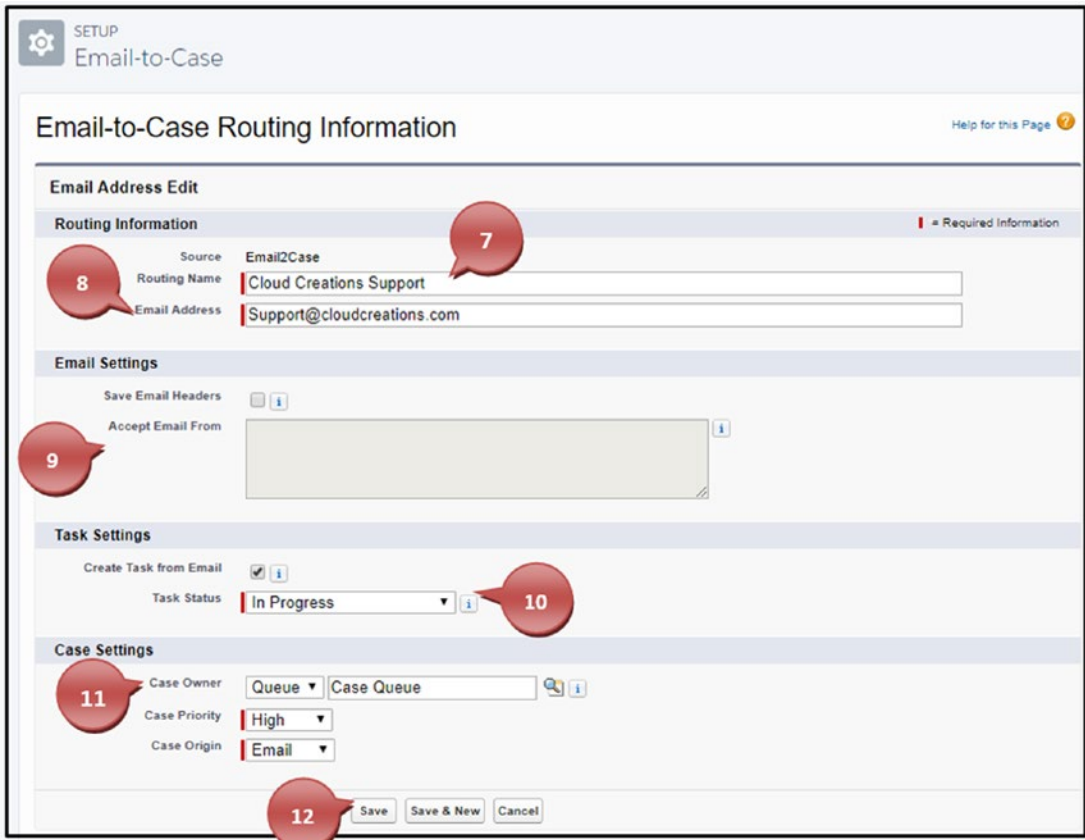 SETUP
Email-to-Case
Email-to-Case Routing Information
Help for this Page ?
Email Address Edit
Routing Information
= Required Information
7
Source Email2Case
8
Routing Name Cloud Creations Support
Email Address Support@cloudcreations.com
Email Settings
Save Email Headers i
Accept Email From i
9
Task Settings
Create Task from Email i
Task Status In Progress i
10
Case Settings
11
Case Owner Queue Case Queue i
Case Priority High
Case Origin Email
12
Save Save & New Cancel